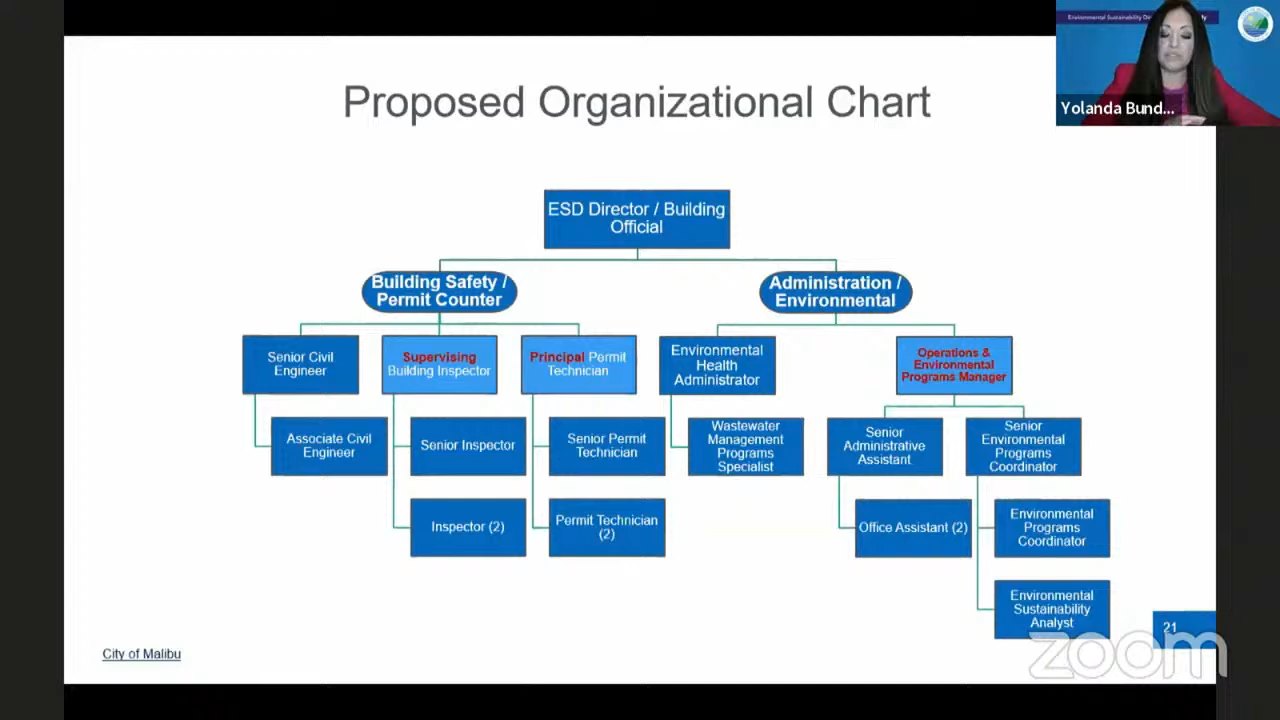 Environmental Sustainability
Yolanda Bund...
Proposed Organizational Chart
ESD Director / Building
Official
Building Safety /
Permit Counter
Administration /
Environmental
Senior Civil
Engineer
Supervising
Building Inspector
Principal Permit
Technician
Environmental
Health
Administrator
Operations &
Environmental
Programs Manager
Associate Civil
Engineer
Senior Inspector
Senior Permit
Technician
Wastewater
Management
Programs
Specialist
Senior
Administrative
Assistant
Senior
Environmental
Programs
Coordinator
Inspector (2)
Permit Technician
(2)
Office Assistant (2)
Environmental
Programs
Coordinator
Environmental
Sustainability
Analyst
21
City of Malibu
zoom